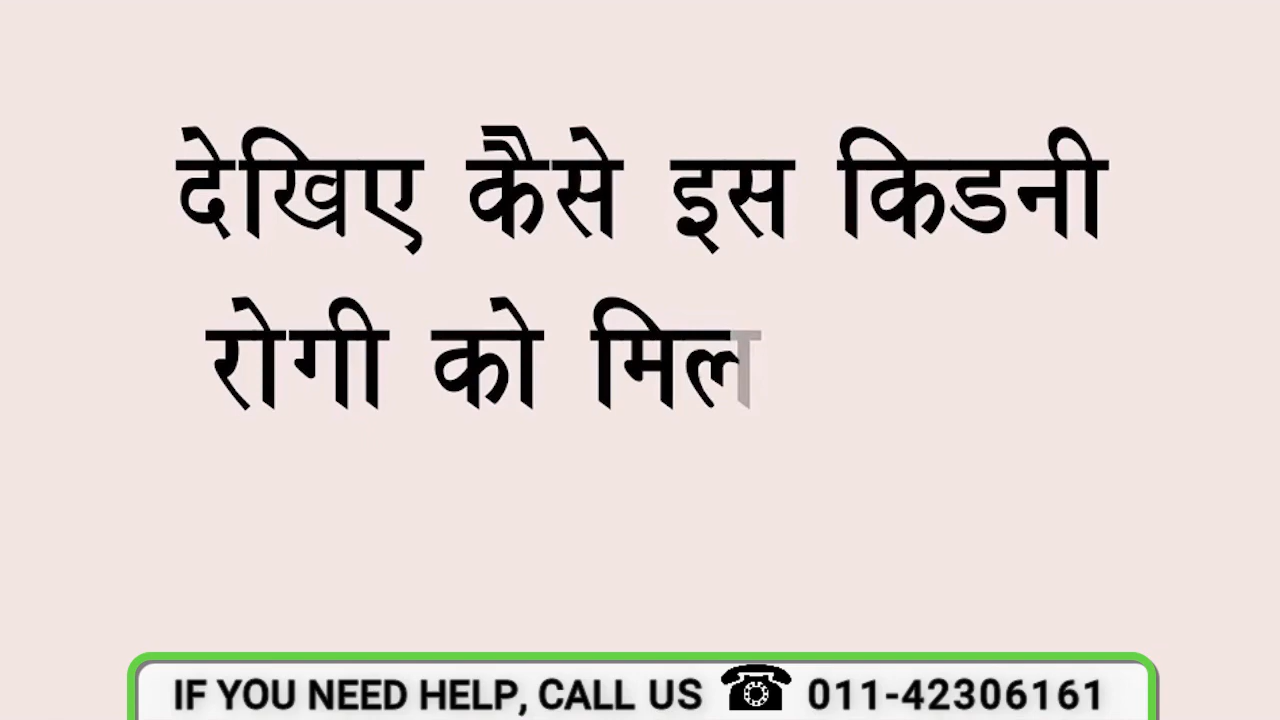 देखिए कैसे इस किडनी
रोगी को मिल
IF YOU NEED HELP, CALL US ☎ 011-42306161